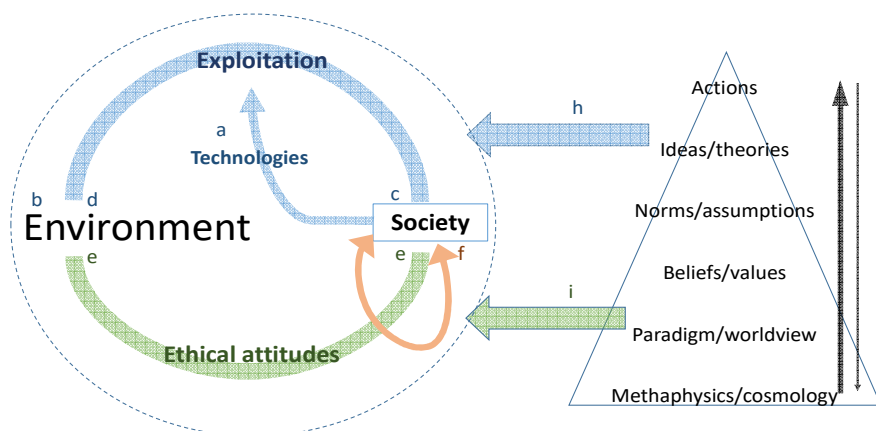 Exploitation
a
Technologies
b
d
c
Environment
Society
e
e
f
Ethical attitudes
h
i
Actions
Ideas/theories
Norms/assumptions
Beliefs/values
Paradigm/worldview
Methaphysics/cosmology